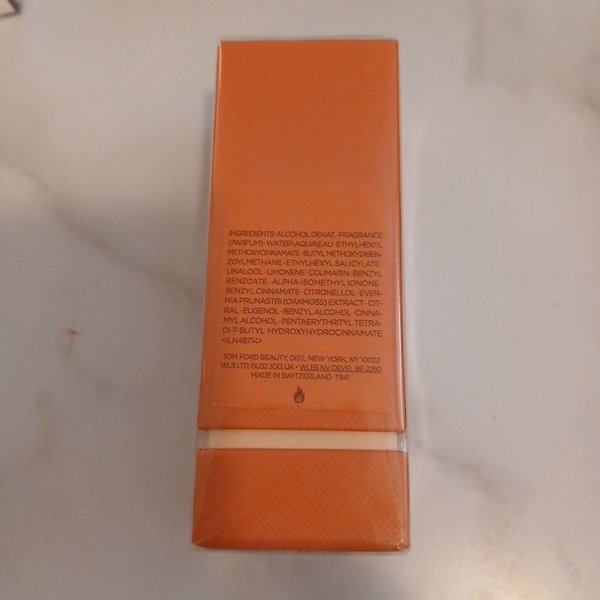 INGREDIENTS: ALCOHOL DENAT. · FRAGRANCE
(PARFUM) · WATER\AQUA\EAU · ETHYLHEXYL
METHOXYCINNAMATE · BUTYL METHOXYDIBEN-
ZOYLMETHANE · ETHYLHEXYL SALICYLATE ·
LINALOOL · LIMONENE · COUMARIN · BENZYL
BENZOATE · ALPHA-ISOMETHYL IONONE ·
BENZYL CINNAMATE · CITRONELLOL · EVER-
NIA PRUNASTRI (OAKMOSS) EXTRACT · CIT-
RAL · EUGENOL · BENZYL ALCOHOL · CINNA-
MYL ALCOHOL · PENTAERYTHRITYL TETRA-
DI-T-BUTYL HYDROXYHYDROCINNAMATE
<ILN48714>
TOM FORD BEAUTY, DIST., NEW YORK, NY 10022
WLB LTD: GU32 3DD, UK • WLBS NV. OEVEL BE-2260
MADE IN SWITZERLAND T941